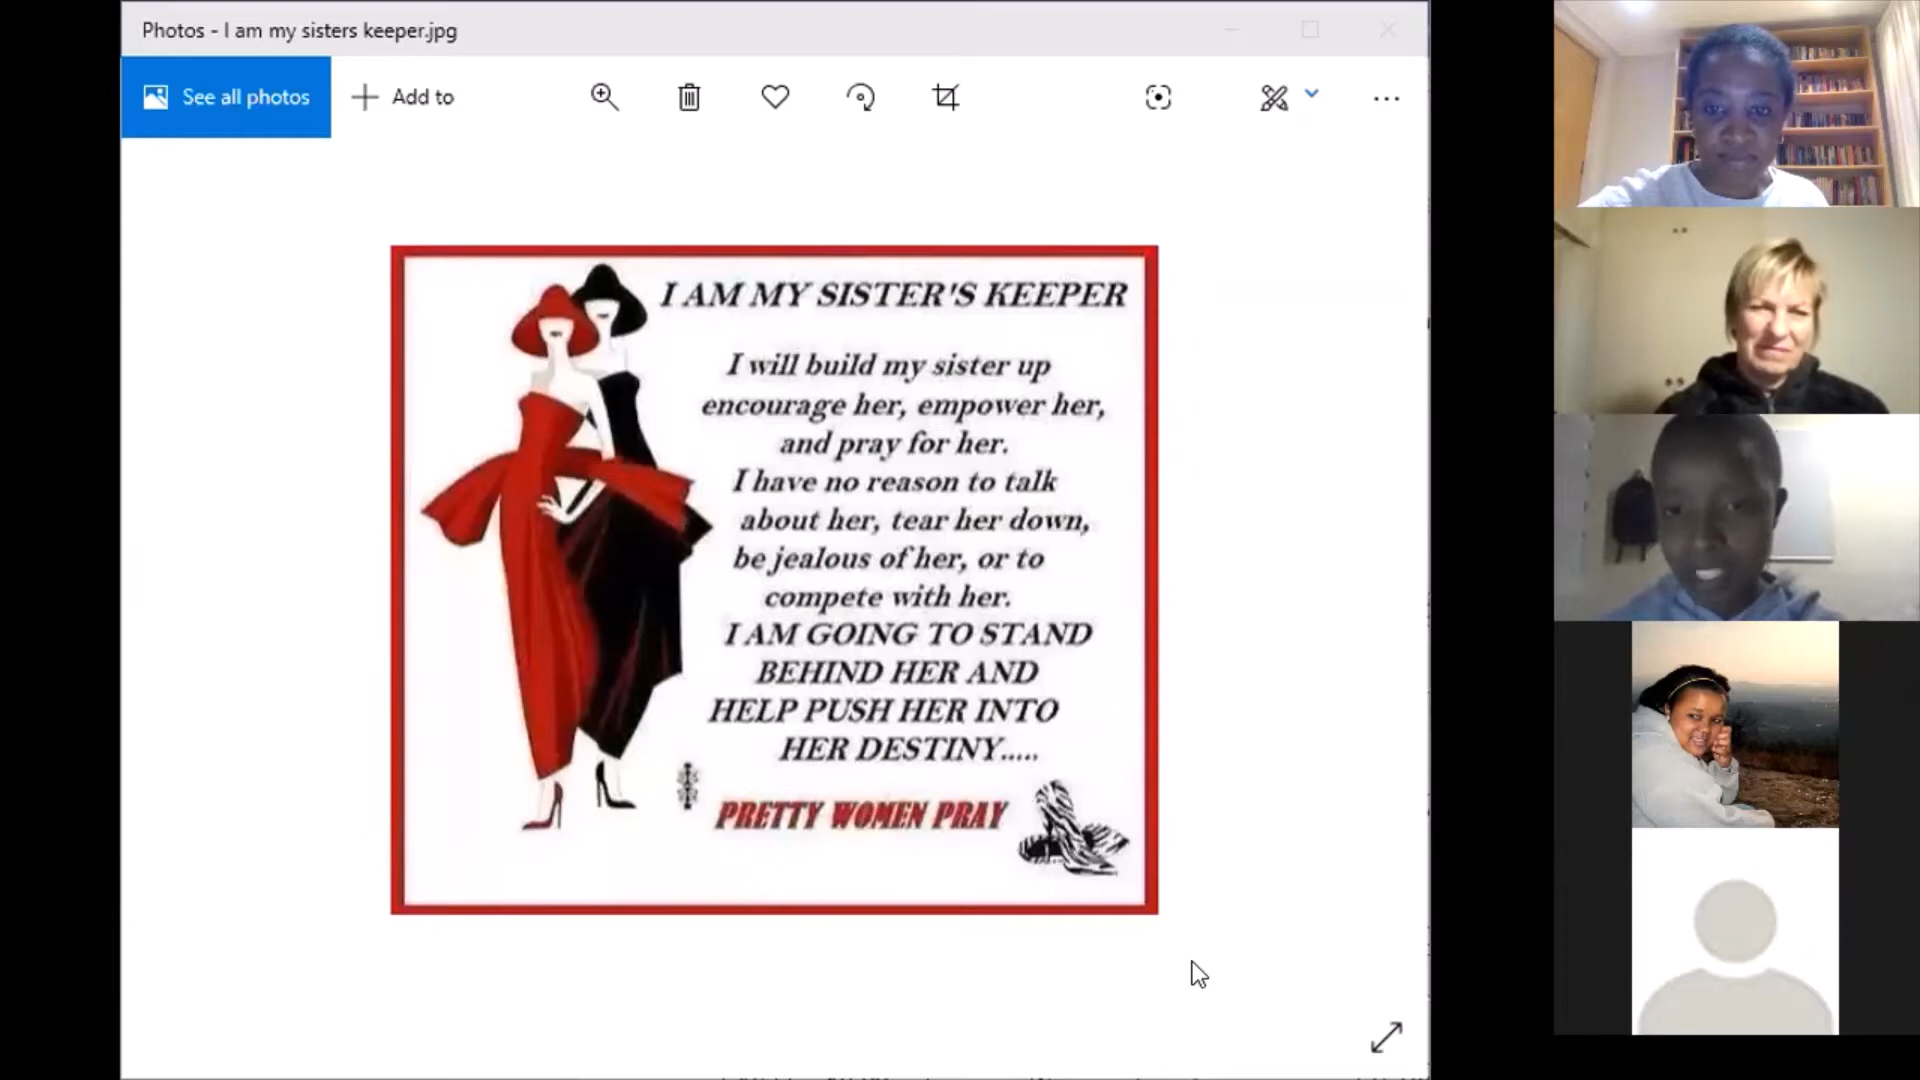 Photos - I am my sisters keeper.jpg
See all photos
Add to
I AM MY SISTER'S KEEPER
I will build my sister up
encourage her, empower her,
and pray for her.
I have no reason to talk
about her, tear her down,
be jealous of her, or to
compete with her.
I AM GOING TO STAND
BEHIND HER AND
HELP PUSH HER INTO
HER DESTINY.....
PRETTY WOMEN PRAY